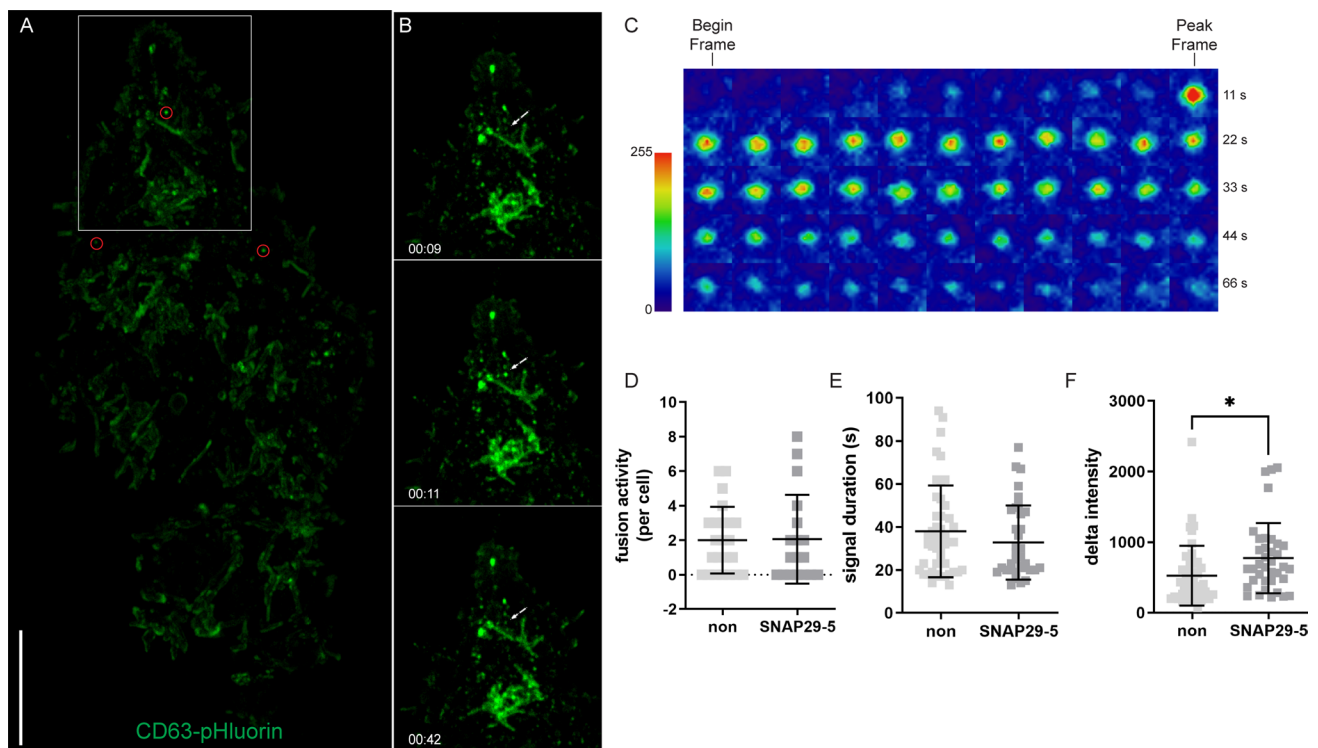 A
CD63-pHluorin
B
00:09
00:11
00:42
C
Begin
Frame
Peak
Frame
11 s
22 s
33 s
44 s
66 s
255
0
D
fusion activity
(per cell)
10
8
6
4
2
0
-2
non
SNAP29-5
E
signal duration (s)
100
80
60
40
20
0
non
SNAP29-5
F
delta intensity
3000
2000
1000
0
*
non
SNAP29-5